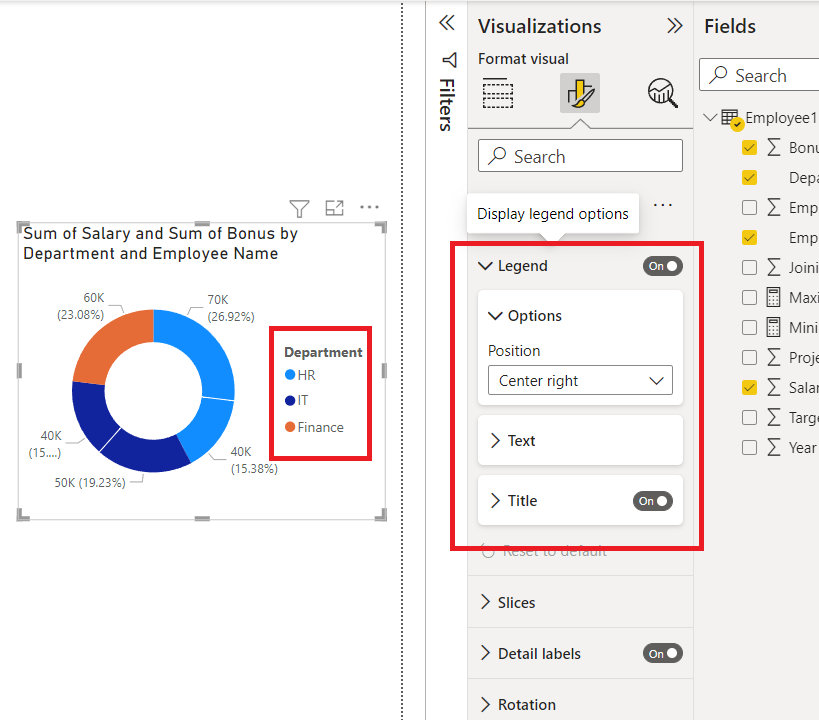 Visualizations
Fields
Format visual
Filters
Search
Search
Employee1
Bonu
Depa
Emp
Emp
Joini
Maxi
Mini
Proje
Salar
Targe
Year
Display legend options
Legend
On
Options
Position
Center right
Text
Title
On
Reset to default
Slices
Detail labels
On
Rotation
Sum of Salary and Sum of Bonus by
Department and Employee Name
60K
(23.08%)
70K
(26.92%)
40K
(15....)
50K (19.23%)
40K
(15.38%)
Department
HR
IT
Finance